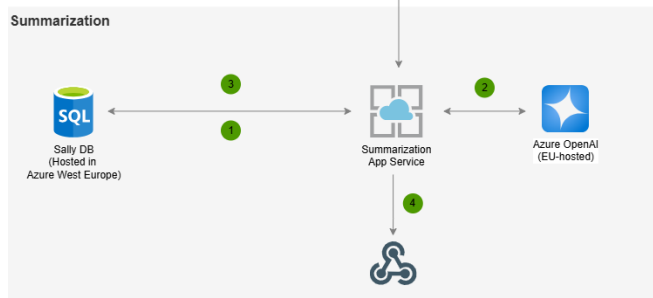 Summarization
3
2
SQL
1
Sally DB
(Hosted in
Azure West Europe)
Summarization
App Service
Azure OpenAI
(EU-hosted)
4